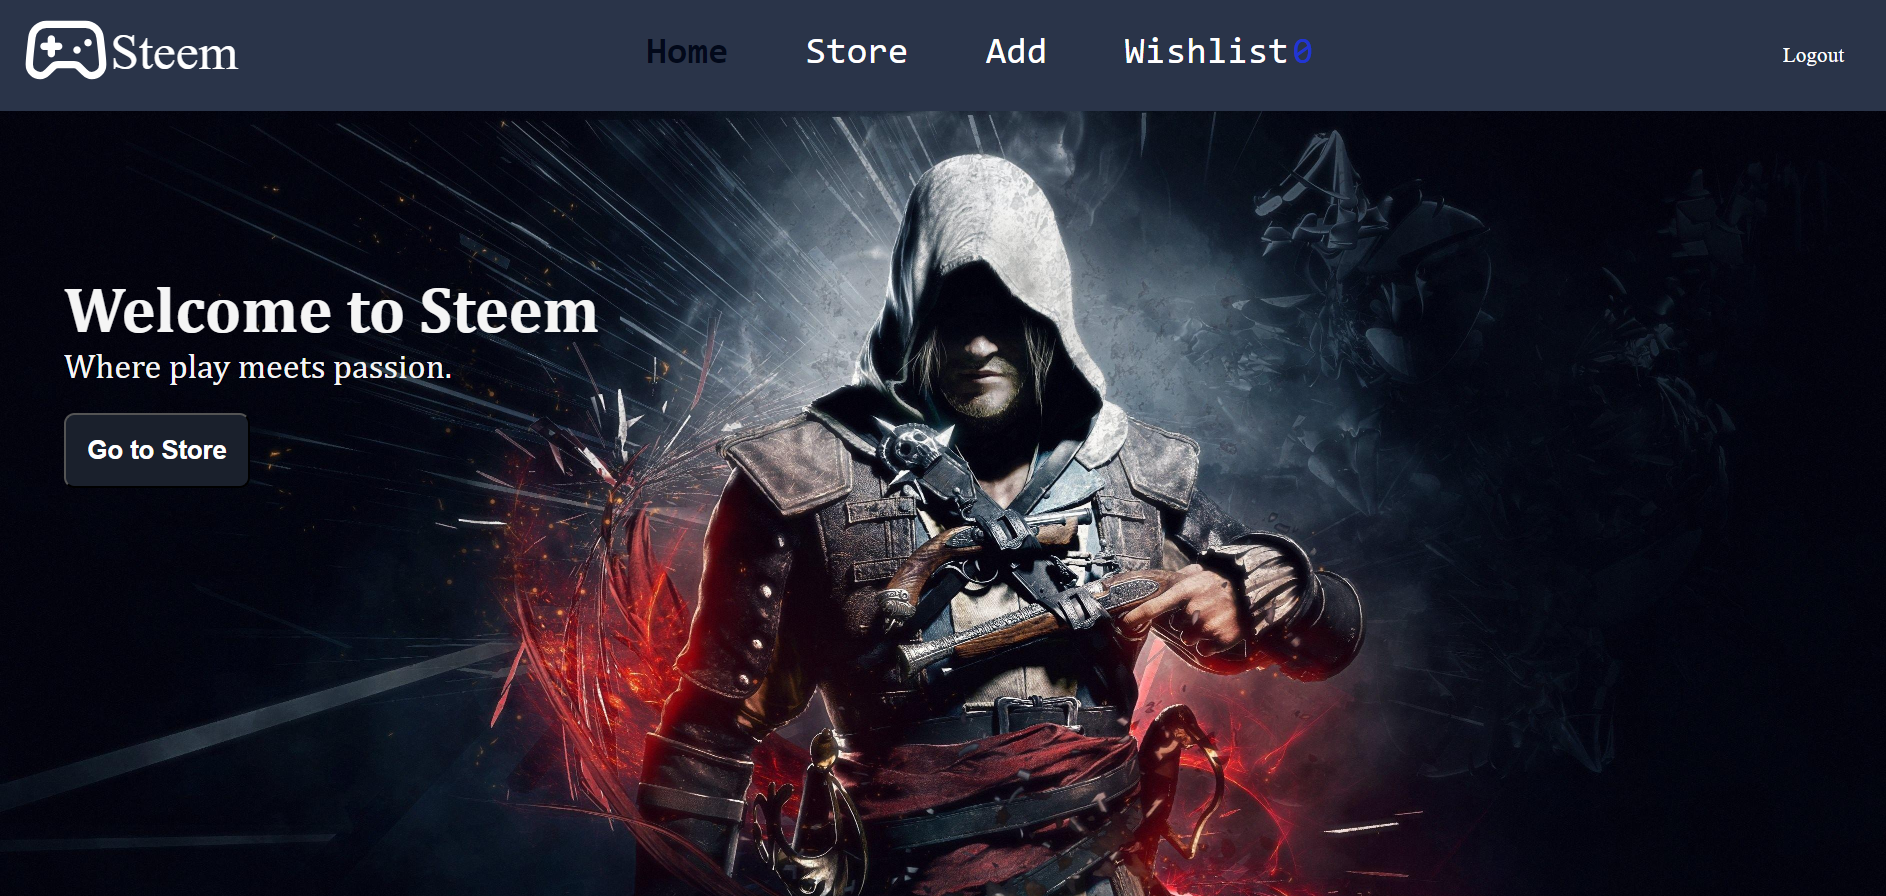 Steem
Home Store Add Wishlist0
Logout
Welcome to Steem
Where play meets passion.
Go to Store